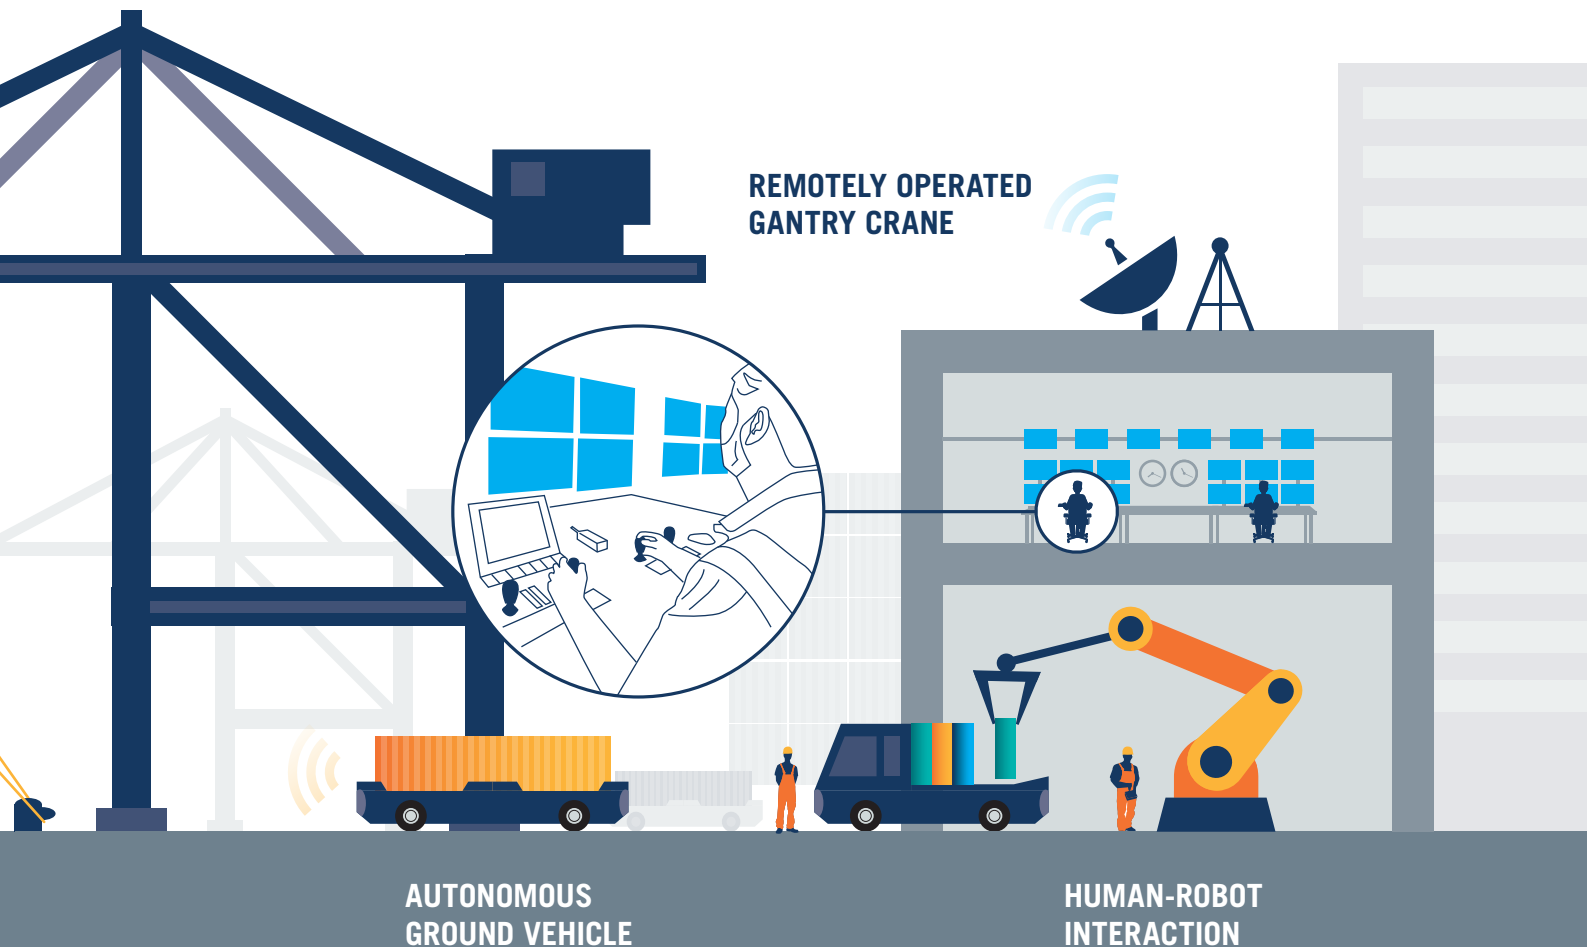 REMOTELY OPERATED
GANTRY CRANE
AUTONOMOUS
GROUND VEHICLE
HUMAN-ROBOT
INTERACTION